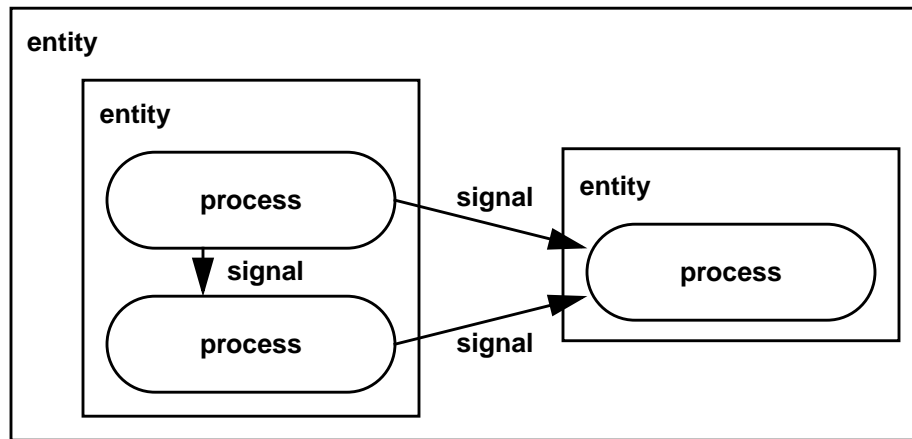 entity
entity
process
signal
entity
signal
process
process
signal